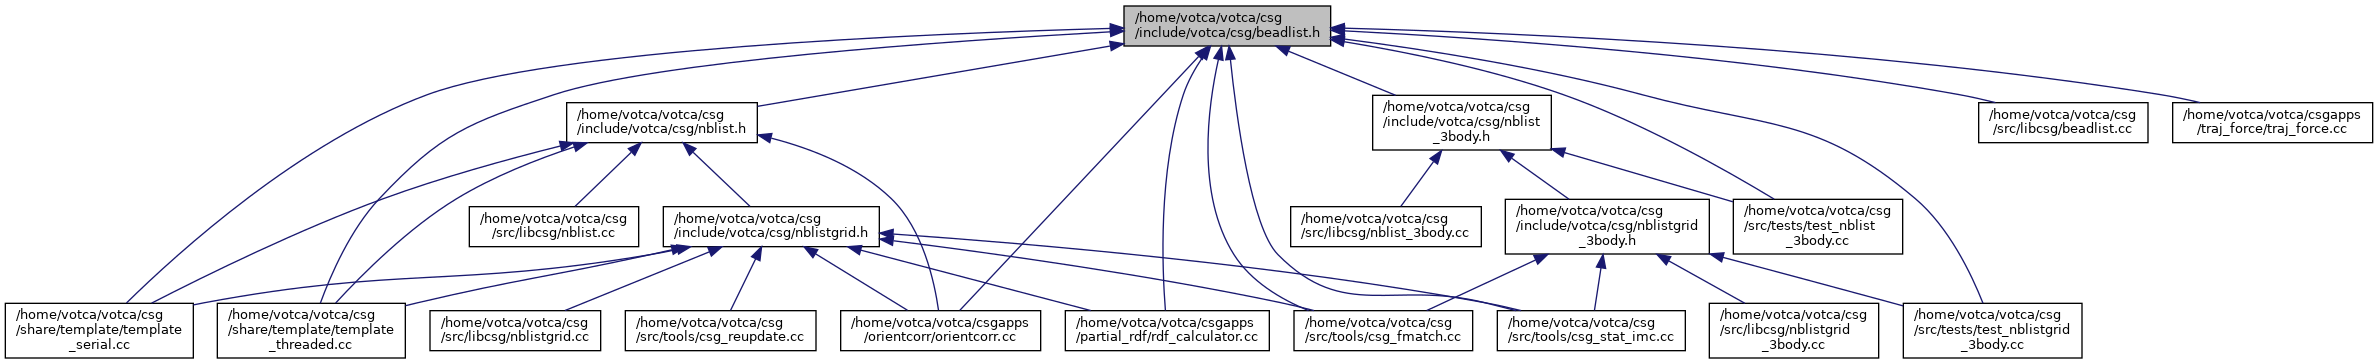 /home/votca/votca/csg
/include/votca/csg/beadlist.h
/home/votca/votca/csg
/include/votca/csg/nblist.h
/home/votca/votca/csg
/include/votca/csg/nblist
_3body.h
/home/votca/votca/csg
/src/libcsg/beadlist.cc
/home/votca/votca/csgapps
/traj_force/traj_force.cc
/home/votca/votca/csg
/src/libcsg/nblist.cc
/home/votca/votca/csg
/include/votca/csg/nblistgrid.h
/home/votca/votca/csg
/src/libcsg/nblist_3body.cc
/home/votca/votca/csg
/include/votca/csg/nblistgrid
_3body.h
/home/votca/votca/csg
/src/tests/test_nblist
_3body.cc
/home/votca/votca/csg
/share/template/template
_serial.cc
/home/votca/votca/csg
/share/template/template
_threaded.cc
/home/votca/votca/csg
/src/libcsg/nblistgrid.cc
/home/votca/votca/csg
/src/tools/csg_reupdate.cc
/home/votca/votca/csgapps
/orientcorr/orientcorr.cc
/home/votca/votca/csgapps
/partial_rdf/rdf_calculator.cc
/home/votca/votca/csg
/src/tools/csg_fmatch.cc
/home/votca/votca/csg
/src/tools/csg_stat_imc.cc
/home/votca/votca/csg
/src/libcsg/nblistgrid
_3body.cc
/home/votca/votca/csg
/src/tests/test_nblistgrid
_3body.cc